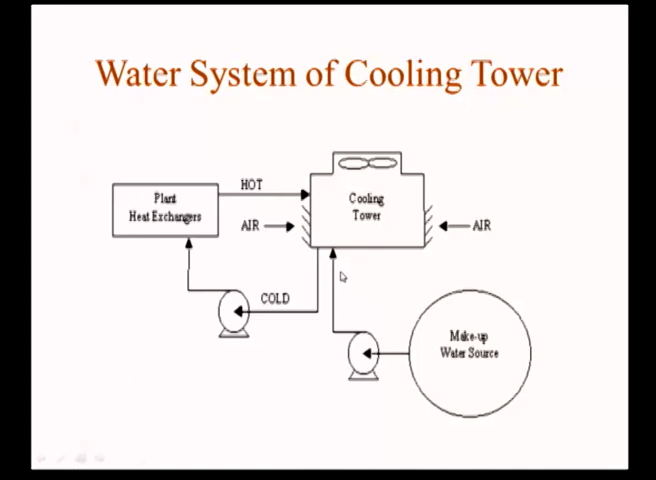 Water System of Cooling Tower
HOT
Plant
Heat Exchangers
Cooling
Tower
AIR
AIR
COLD
Make-up
Water Source